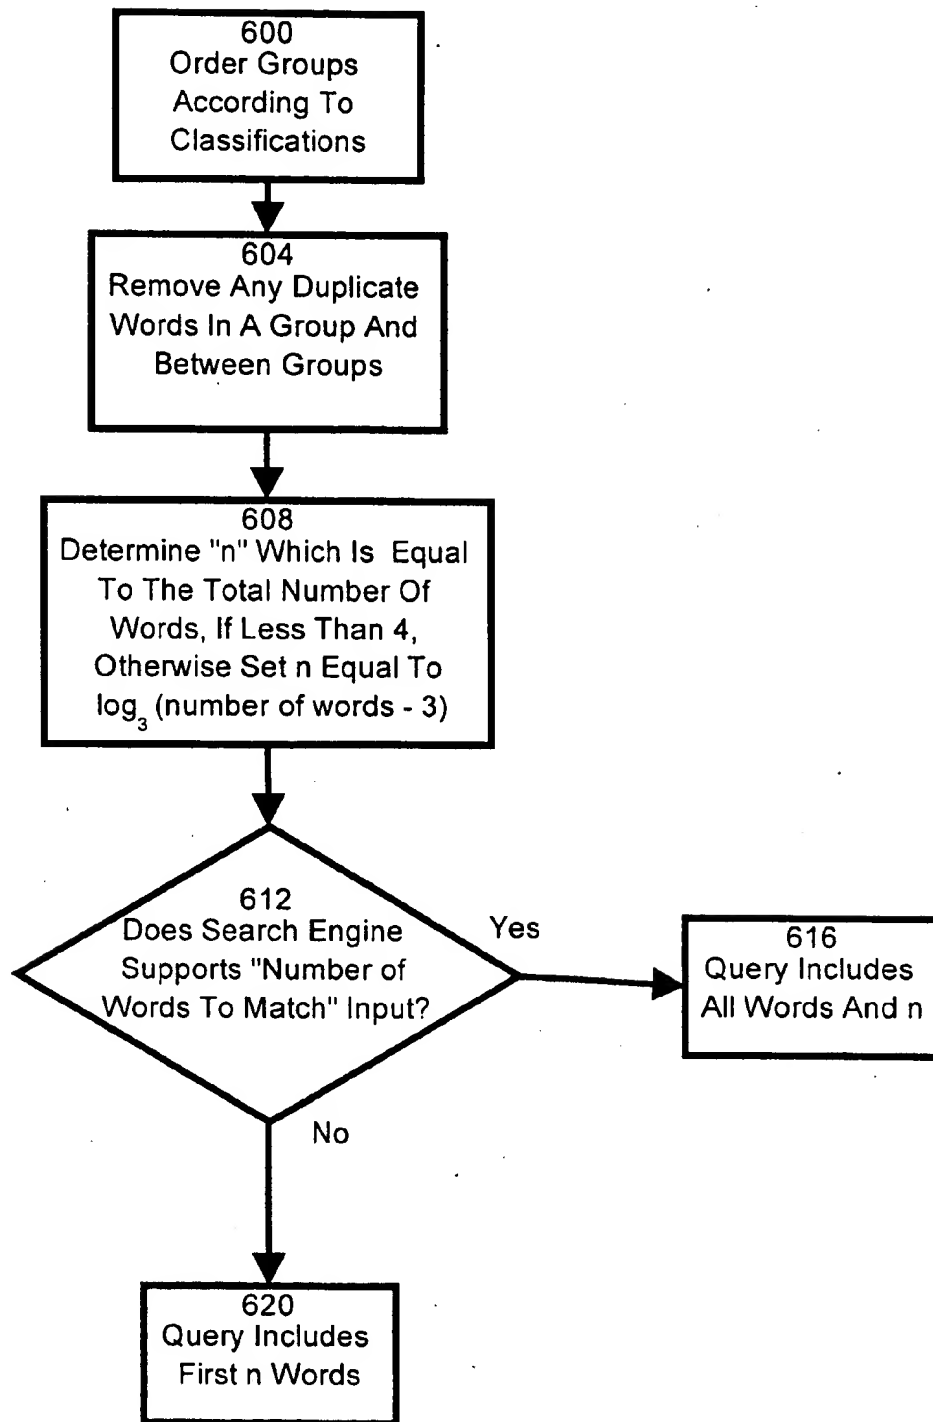 600
Order Groups
According To
Classifications
604
Remove Any Duplicate
Words In A Group And
Between Groups
608
Determine "n" Which Is Equal
To The Total Number Of
Words, If Less Than 4,
Otherwise Set n Equal To
log₃ (number of words - 3)
612
Does Search Engine
Supports "Number of
Words To Match" Input?
Yes
616
Query Includes
All Words And n
No
620
Query Includes
First n Words